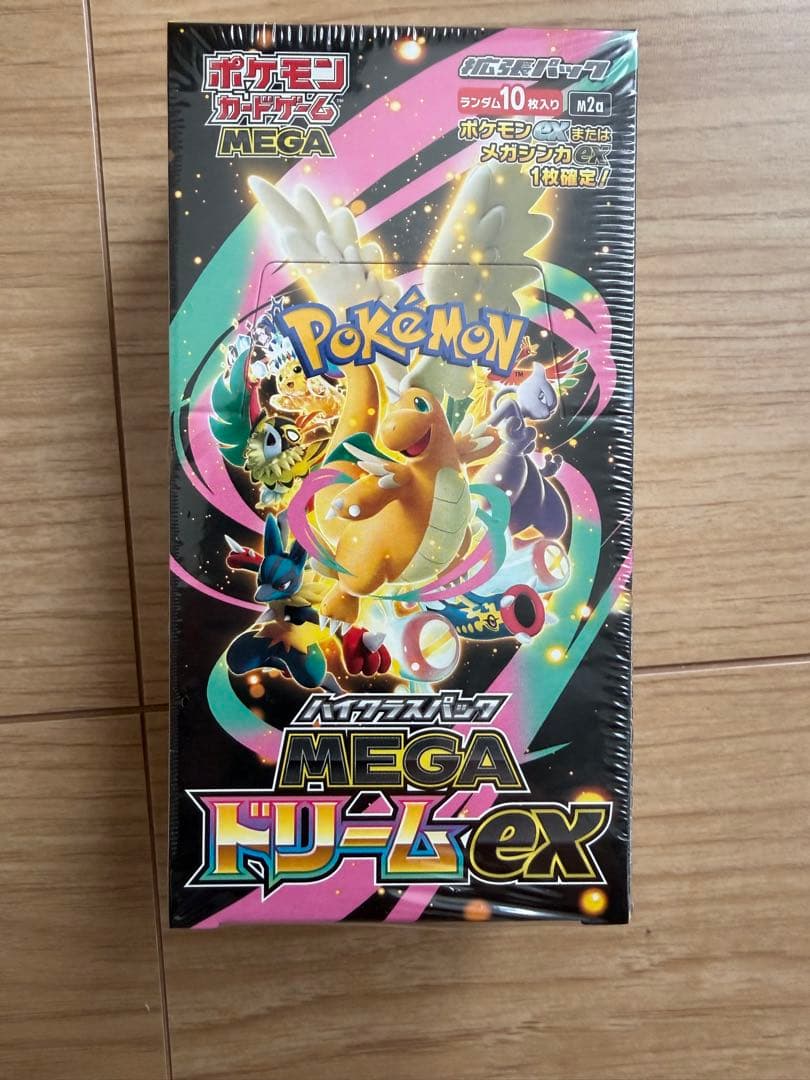 ポケモン
カードゲーム™
MEGA
拡張パック
ランダム10枚入り M2a
ポケモンexまたは
メガシンカex
1枚確定!
POKÉMON
TM
ハイクラスパック
MEGA
ドリームex